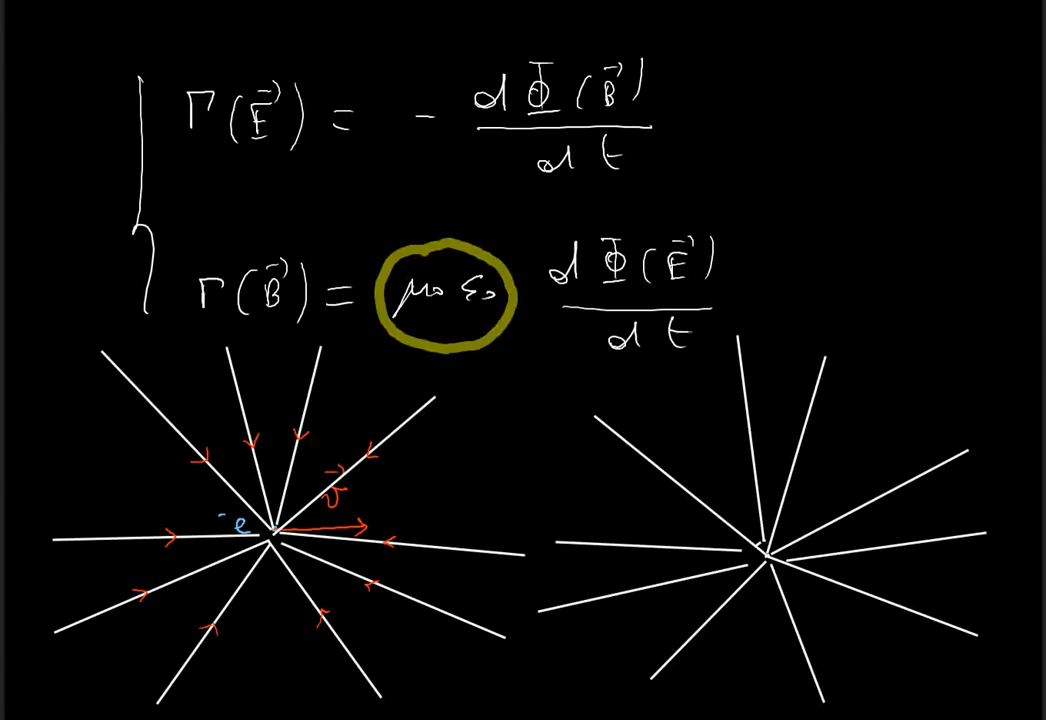 Γ(E⃗) = - dΦ(B⃗)/dt
Γ(B⃗) = μ₀ ε₀ dΦ(E⃗)/dt
v⃗
-e